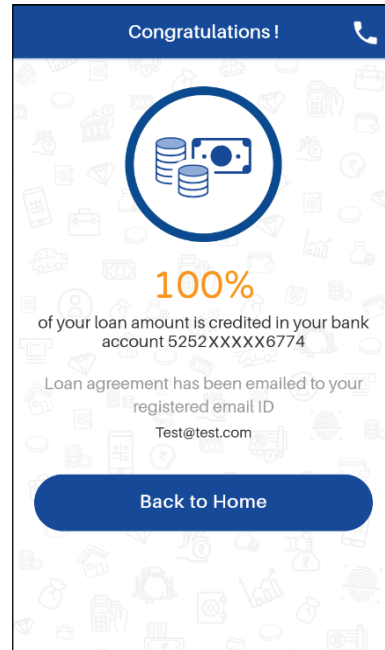 Congratulations !
100%
of your loan amount is credited in your bank
account 5252XXXXX6774
Loan agreement has been emailed to your
registered email ID
Test@test.com
Back to Home